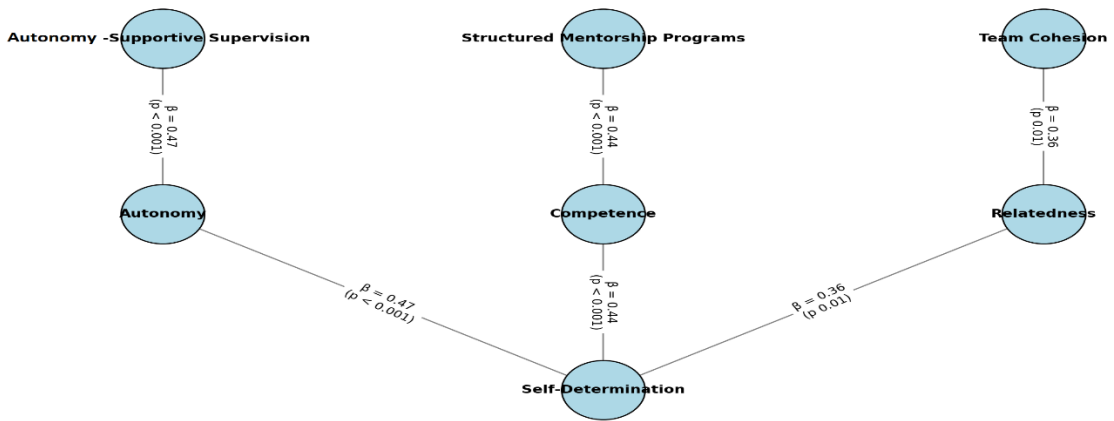 Autonomy -Supportive Supervision
Structured Mentorship Programs
Team Cohesion
β = 0.47
(p < 0.001)
β = 0.44
(p < 0.001)
β = 0.36
(p 0.01)
Autonomy
Competence
Relatedness
β = 0.47
(p < 0.001)
β = 0.44
(p < 0.001)
β = 0.36
(p 0.01)
Self-Determination